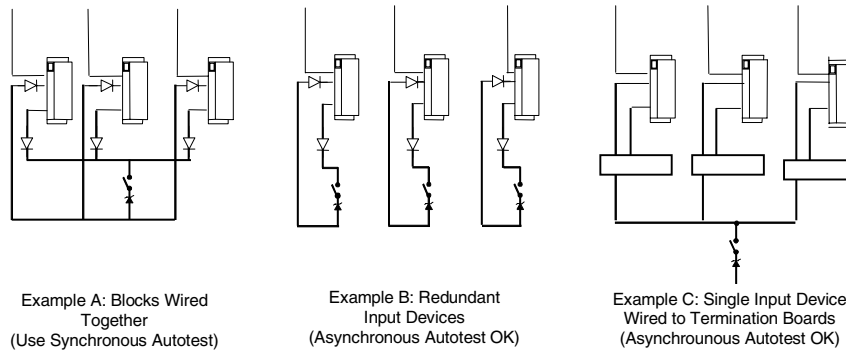 Example A: Blocks Wired
Together
(Use Synchronous Autotest)
Example B: Redundant
Input Devices
(Asynchronous Autotest OK)
Example C: Single Input Device
Wired to Termination Boards
(Asynchrounous Autotest OK)